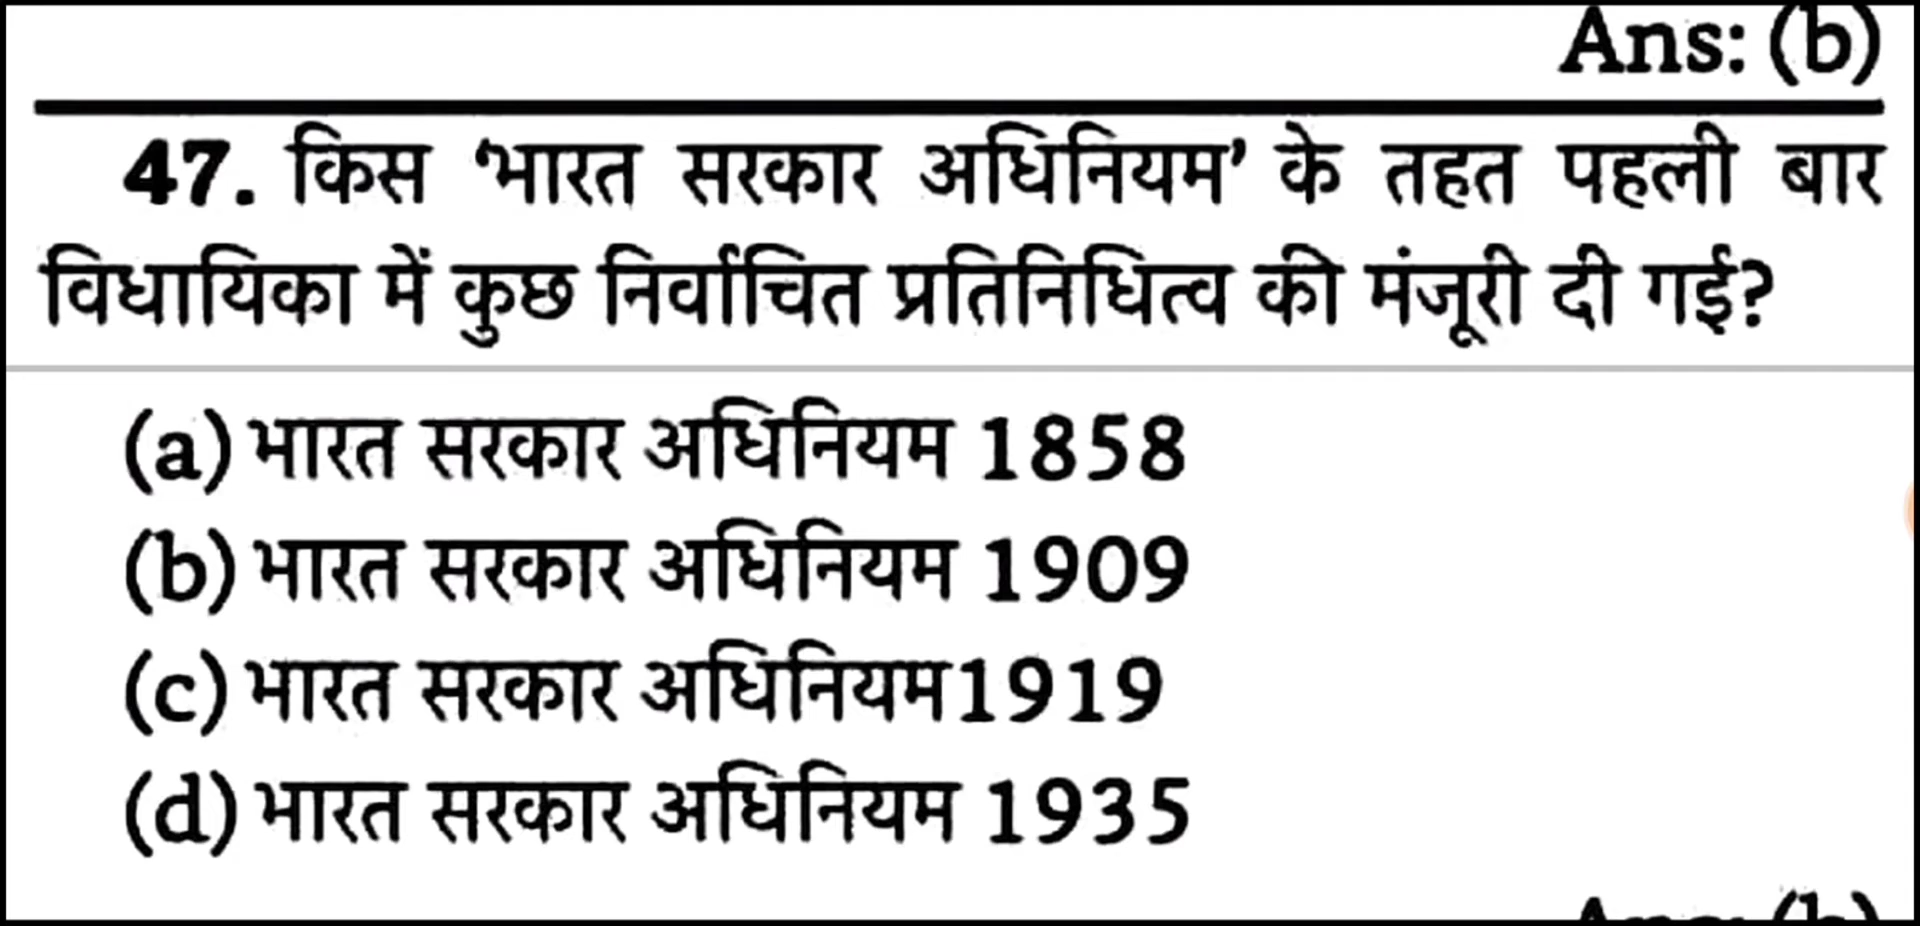 Ans: (b)
47. किस ‘भारत सरकार अधिनियम’ के तहत पहली बार
विधायिका में कुछ निर्वाचित प्रतिनिधित्व की मंजूरी दी गई?
(a) भारत सरकार अधिनियम 1858
(b) भारत सरकार अधिनियम 1909
(c) भारत सरकार अधिनियम1919
(d) भारत सरकार अधिनियम 1935